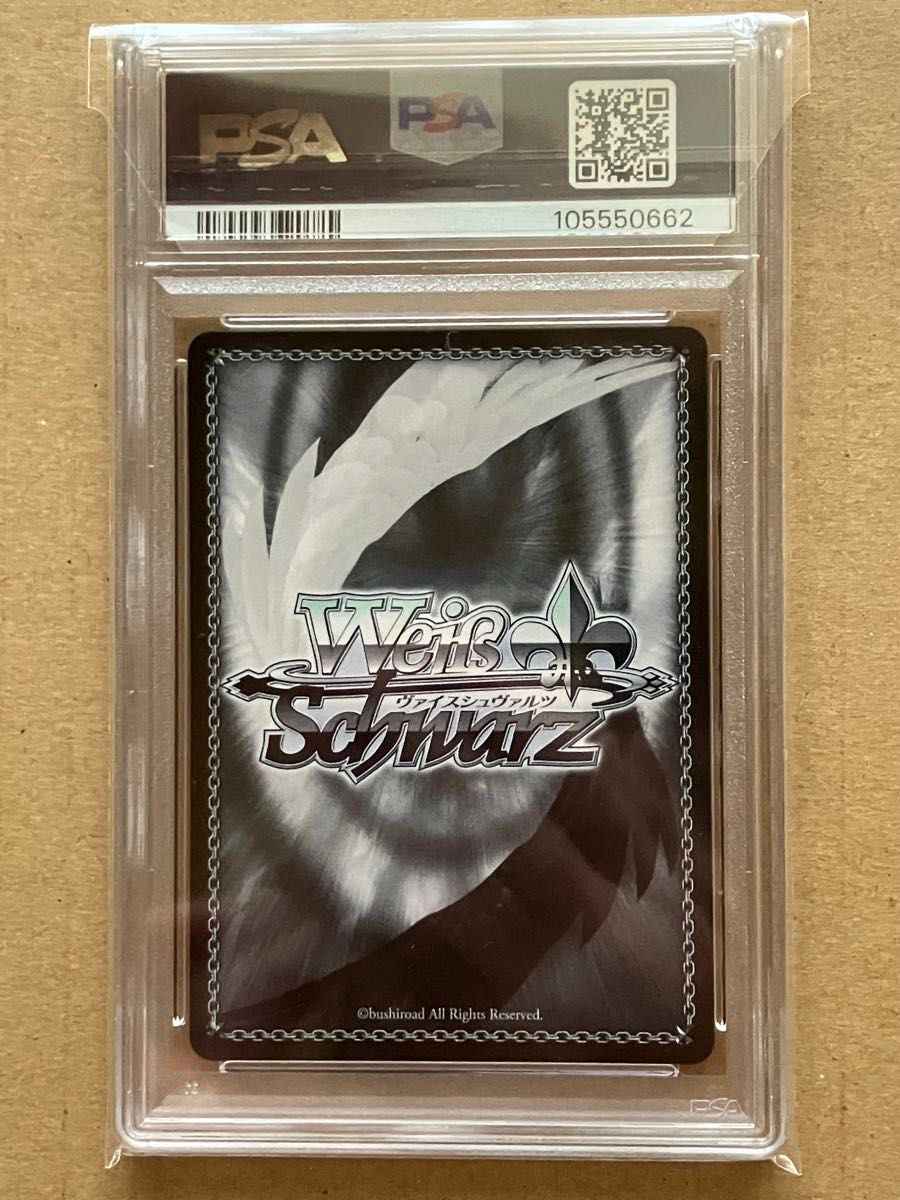 PSA
PSA
105550662
Weiß
ヴァイスシュヴァルツ
Schwarz
©bushiroad All Rights Reserved.
PSA